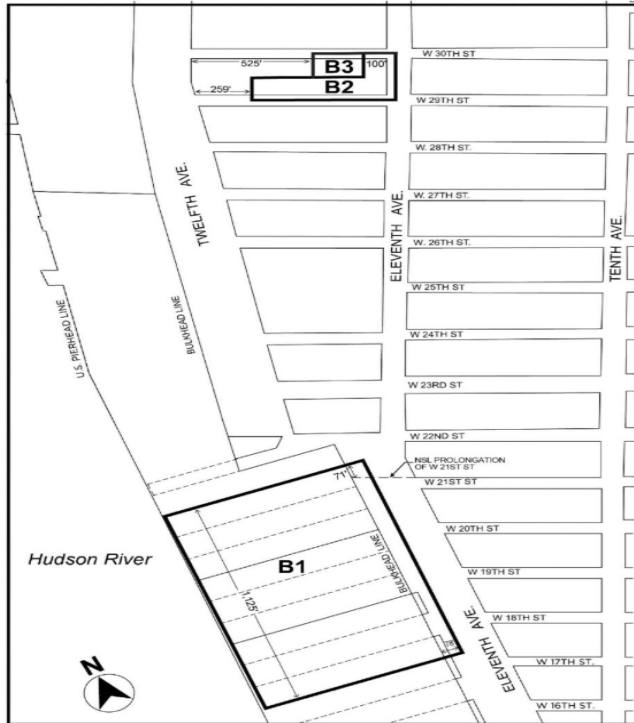 W 30TH ST
525'
B3
100'
B2
259'
W 29TH ST
W. 28TH ST.
TWELFTH AVE.
ELEVENTH AVE.
W. 27TH ST.
TENTH AVE.
W. 26TH ST.
W 25TH ST
U.S. PIERHEAD LINE
BULKHEAD LINE
W 24TH ST
W 23RD ST
W 22ND ST
NSL PROLONGATION
OF W 21ST ST
71'
W 21ST ST
W 20TH ST
BULKHEAD LINE
Hudson River
B1
W 19TH ST
1,125'
W 18TH ST
ELEVENTH AVE.
W 17TH ST.
N
W 16TH ST.